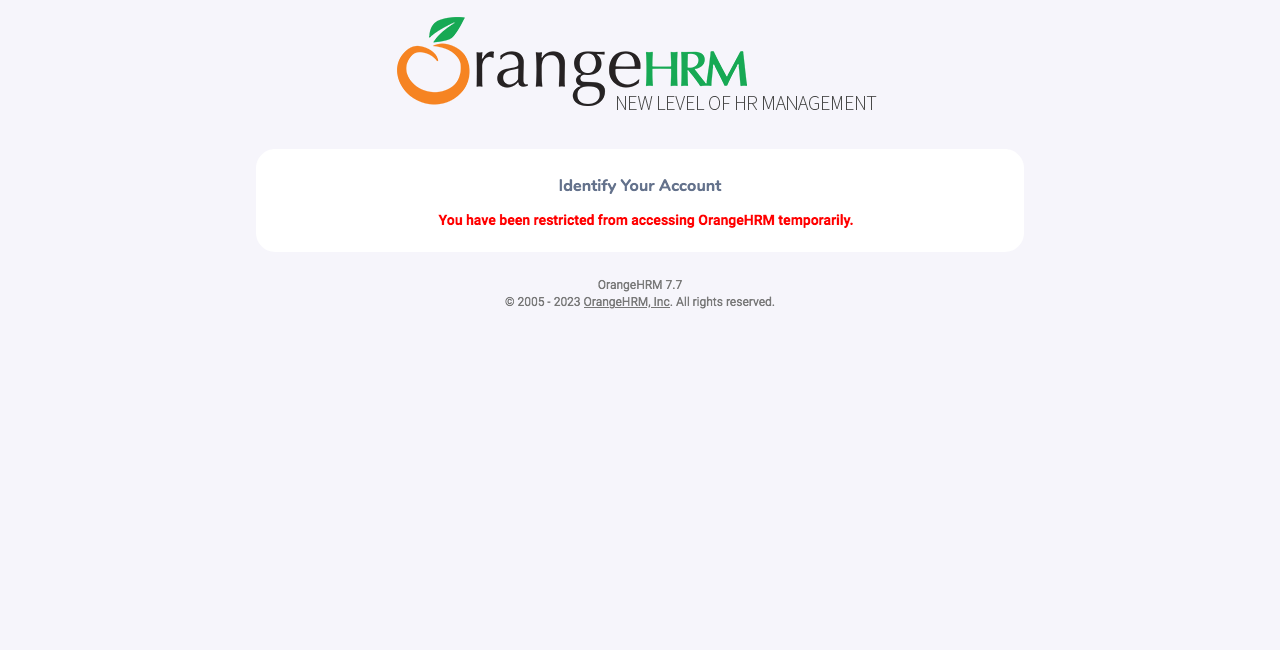 OrangeHRM
NEW LEVEL OF HR MANAGEMENT
Identify Your Account
You have been restricted from accessing OrangeHRM temporarily.
OrangeHRM 7.7
© 2005 - 2023 OrangeHRM, Inc. All rights reserved.